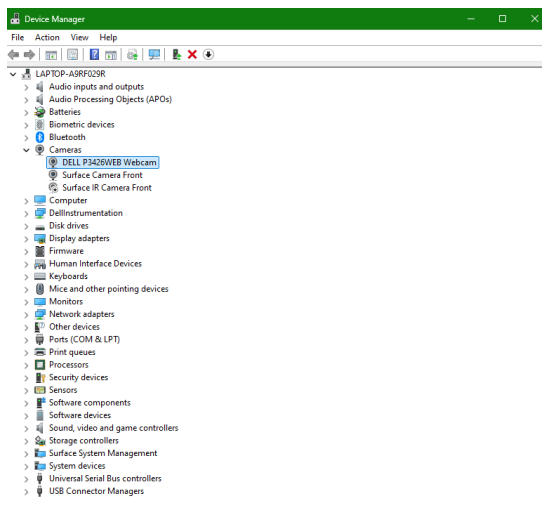 Device Manager
File Action View Help
LAPTOP-A9RF029R
Audio inputs and outputs
Audio Processing Objects (APOs)
Batteries
Biometric devices
Bluetooth
Cameras
DELL P3426WEB Webcam
Surface Camera Front
Surface IR Camera Front
Computer
DellInstrumentation
Disk drives
Display adapters
Firmware
Human Interface Devices
Keyboards
Mice and other pointing devices
Monitors
Network adapters
Other devices
Ports (COM & LPT)
Print queues
Processors
Security devices
Sensors
Software components
Software devices
Sound, video and game controllers
Storage controllers
Surface System Management
System devices
Universal Serial Bus controllers
USB Connector Managers